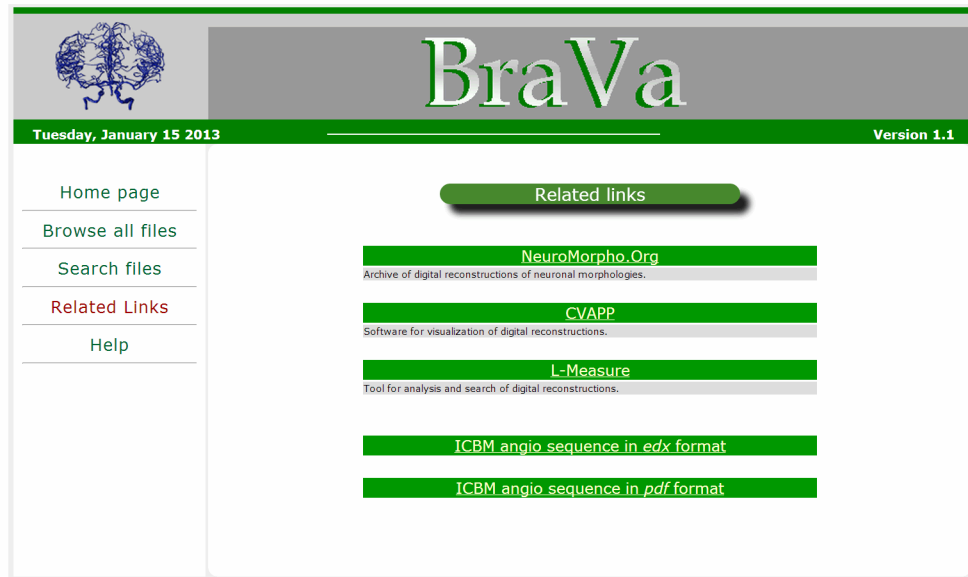 BraVa
Tuesday, January 15 2013
Version 1.1
Home page
Browse all files
Search files
Related Links
Help
Related links
NeuroMorpho.Org
Archive of digital reconstructions of neuronal morphologies.
CVAPP
Software for visualization of digital reconstructions.
L-Measure
Tool for analysis and search of digital reconstructions.
ICBM angio sequence in edx format
ICBM angio sequence in pdf format